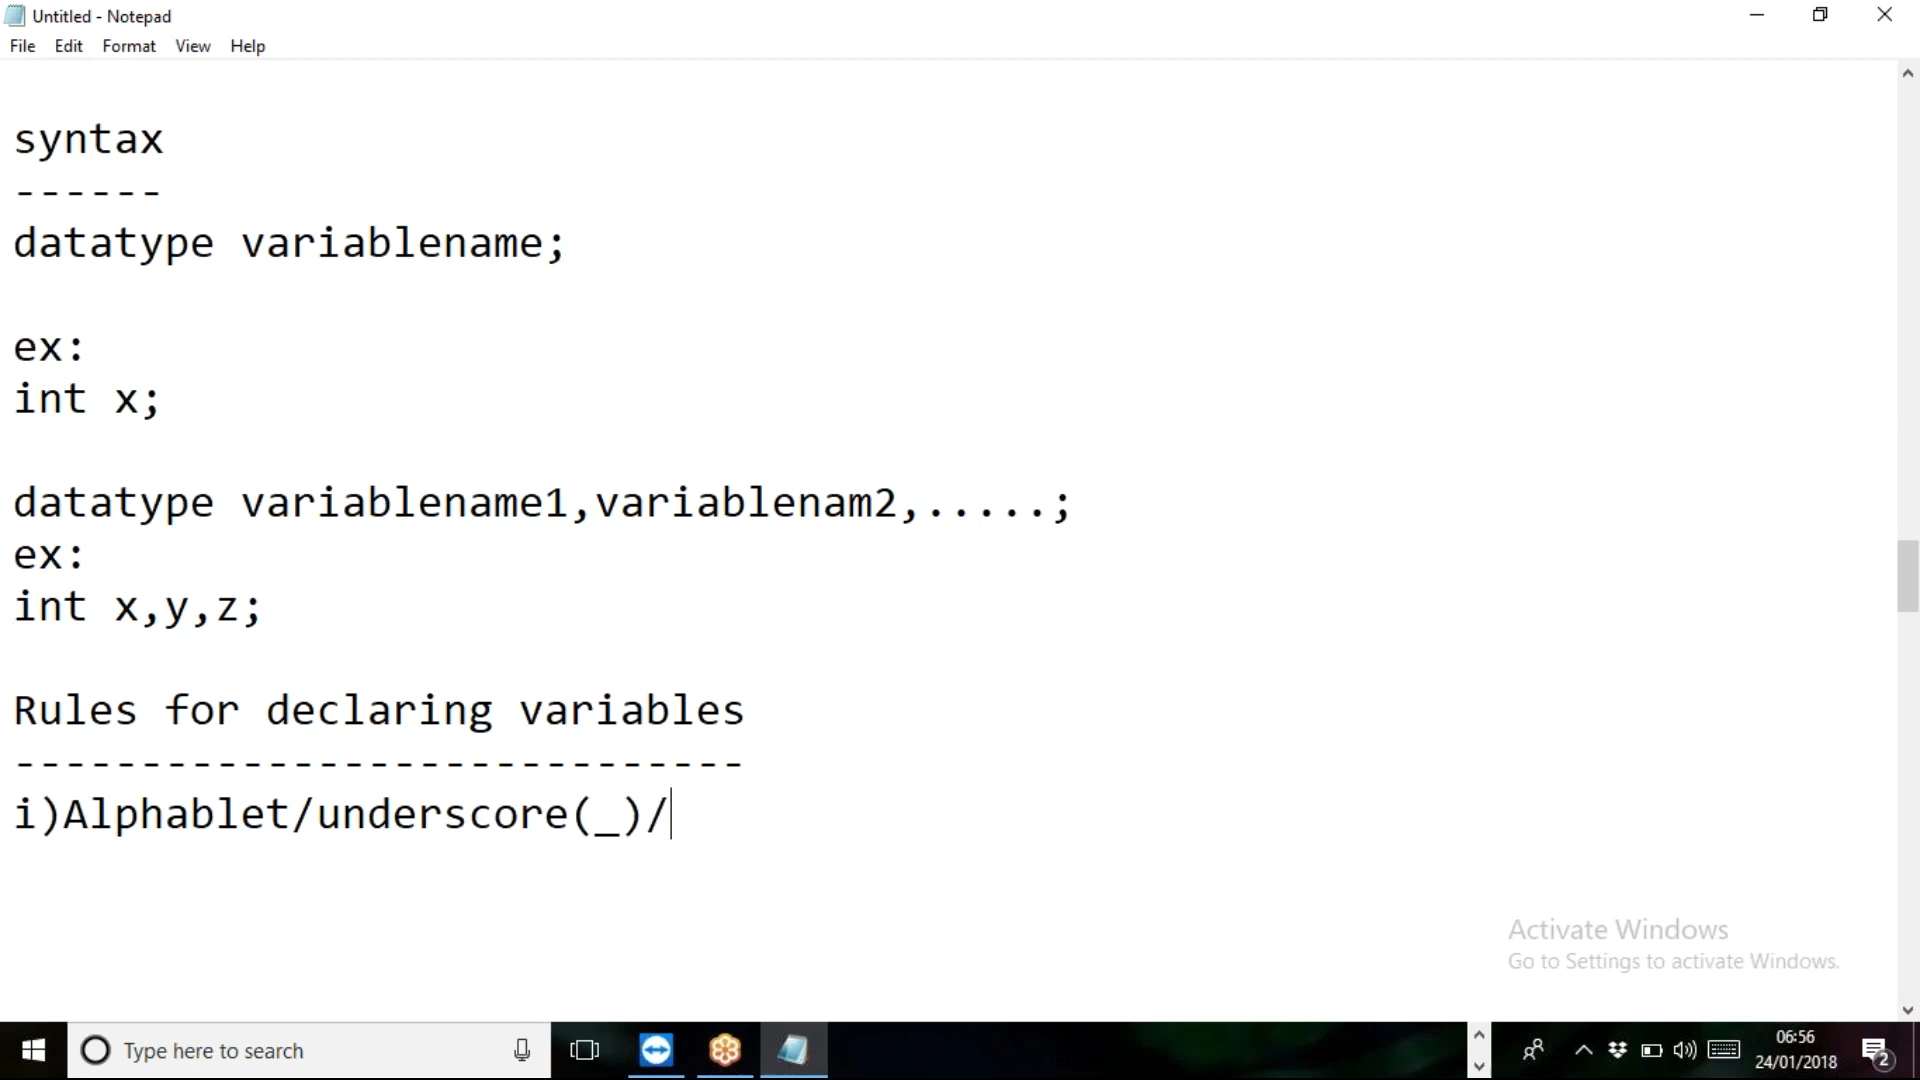 Untitled - Notepad
File Edit Format View Help
syntax
------
datatype variablename;
ex:
int x;
datatype variablename1,variablenam2,.....;
ex:
int x,y,z;
Rules for declaring variables
-----------------------------
i)Alphablet/underscore(_)/
Activate Windows
Go to Settings to activate Windows.
Type here to search
06:56
24/01/2018
2